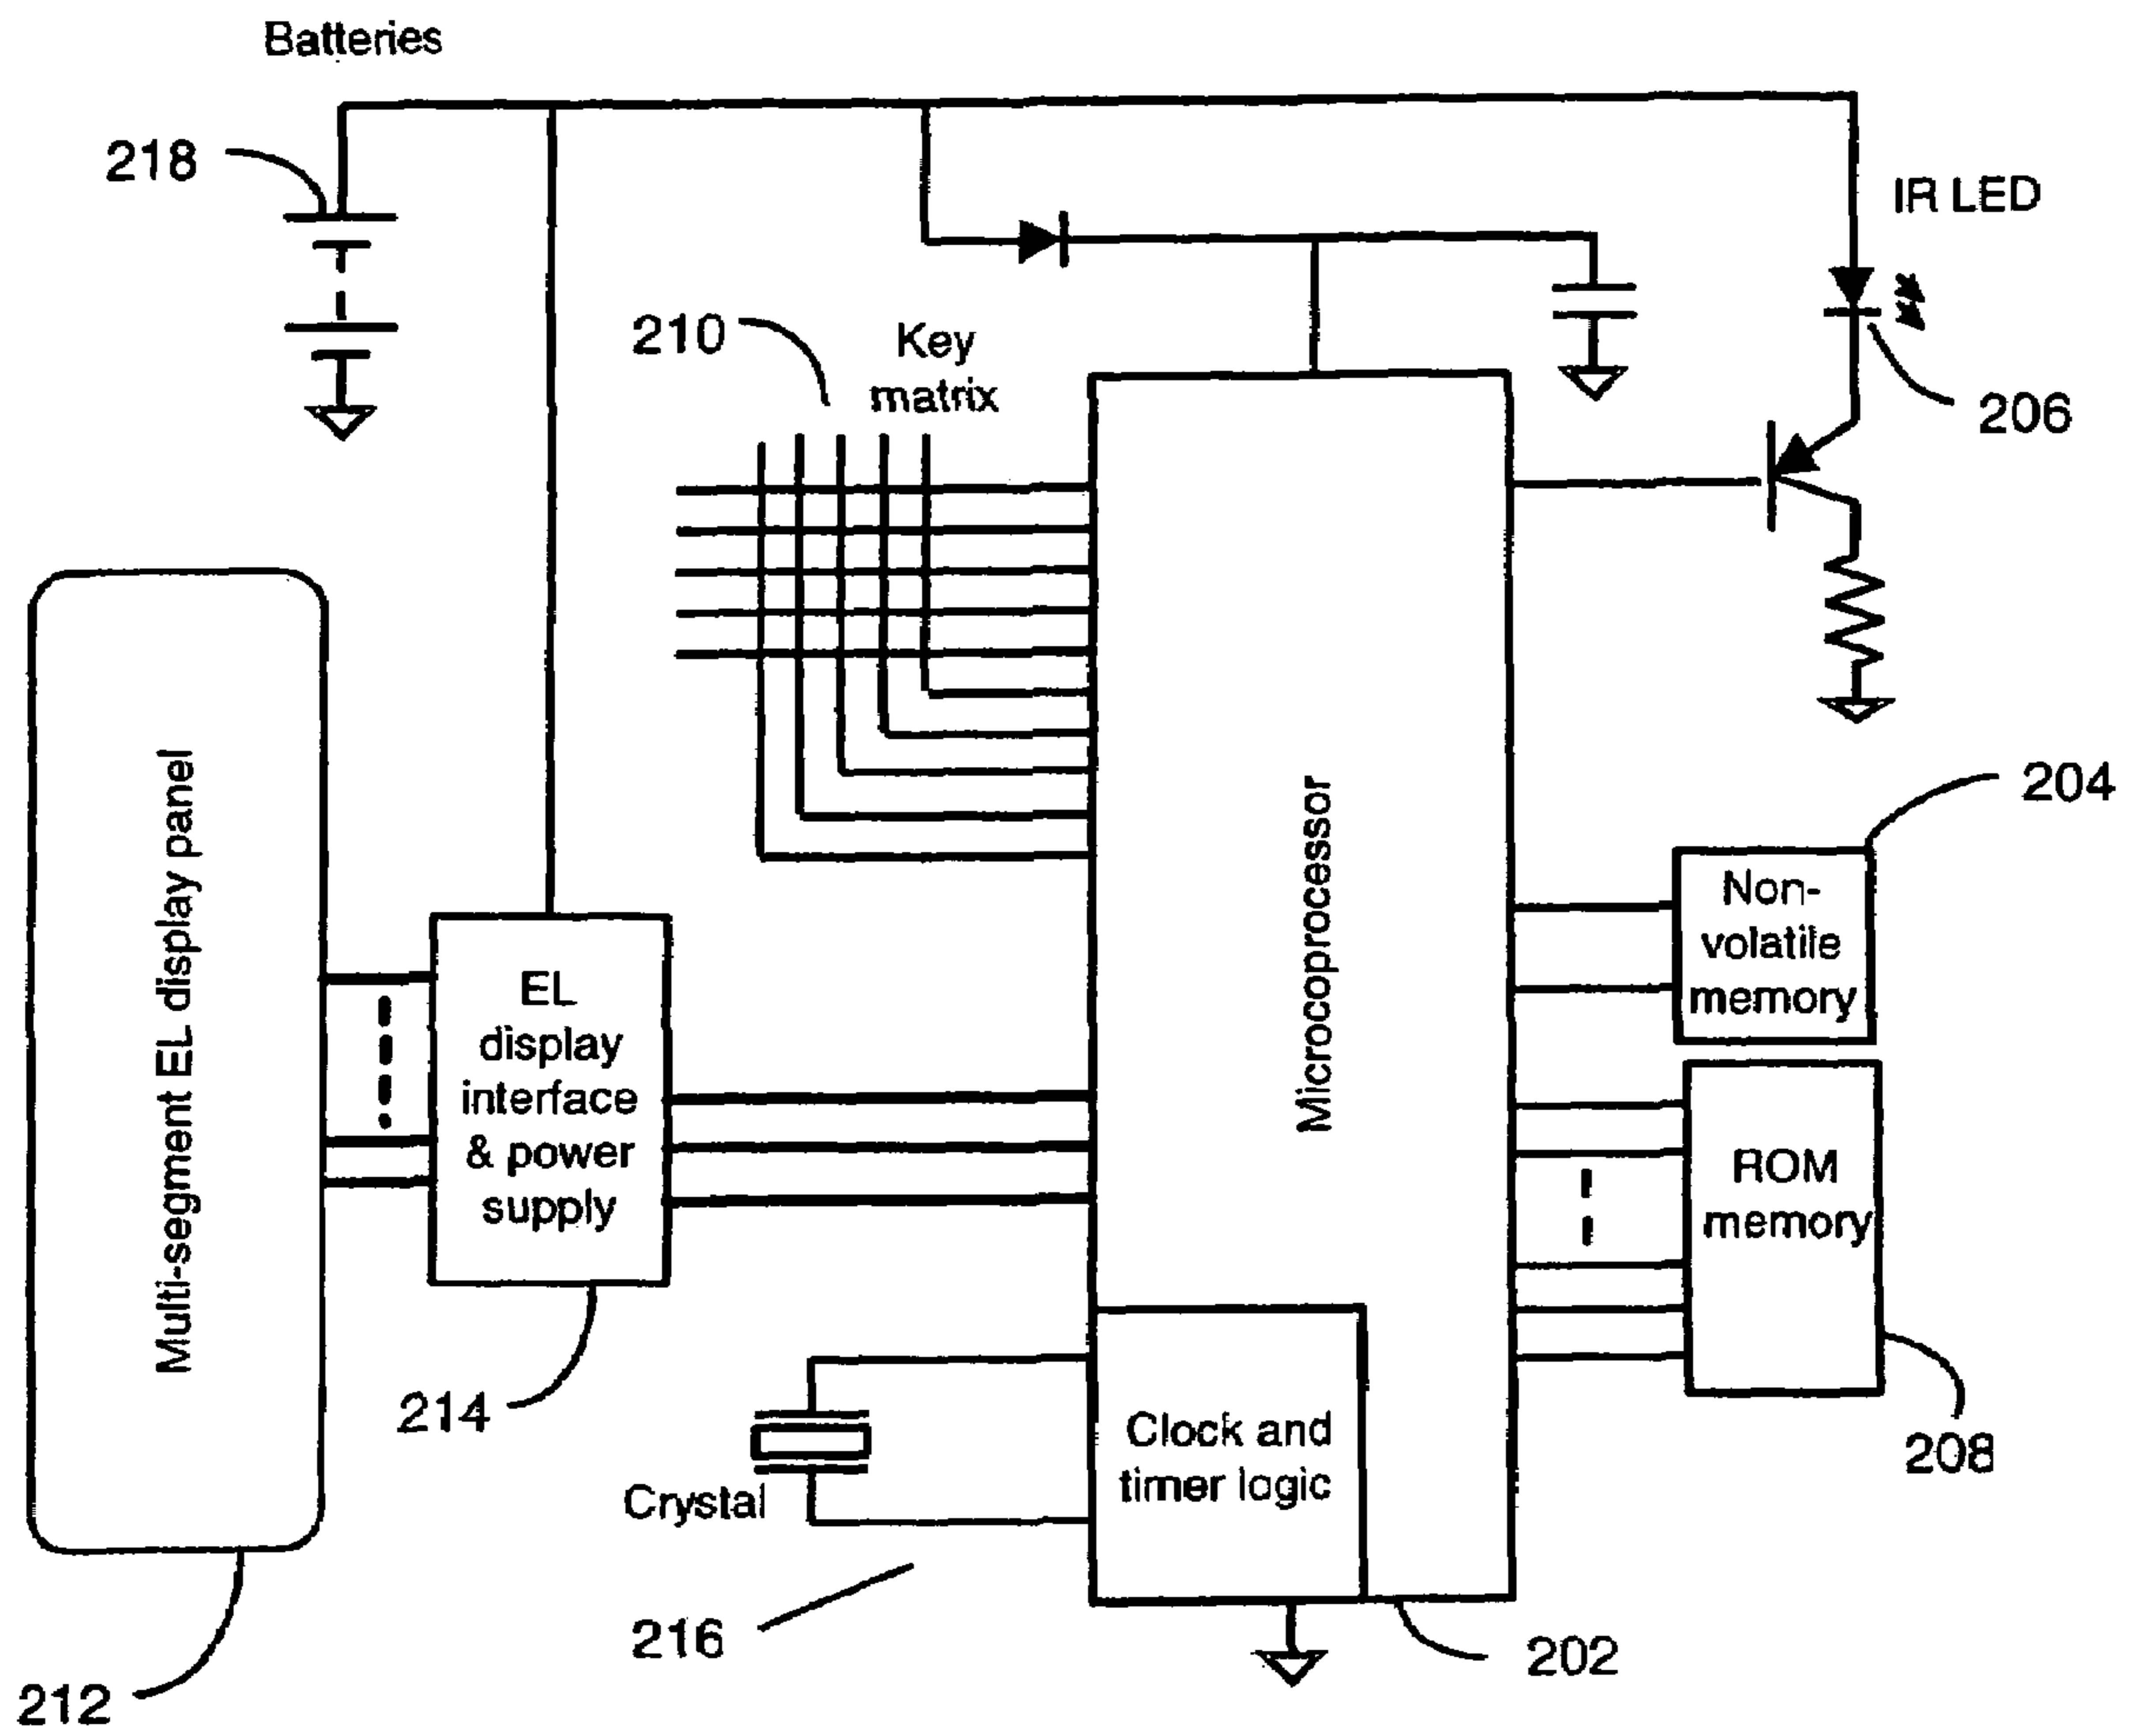 Batteries
218
IR LED
206
210
Key
matrix
Microcoprocessor
204
Non-
volatile
memory
Multi-segment EL display panel
EL
display
interface
& power
supply
ROM
memory
214
208
Clock and
timer logic
Crystal
216
202
212